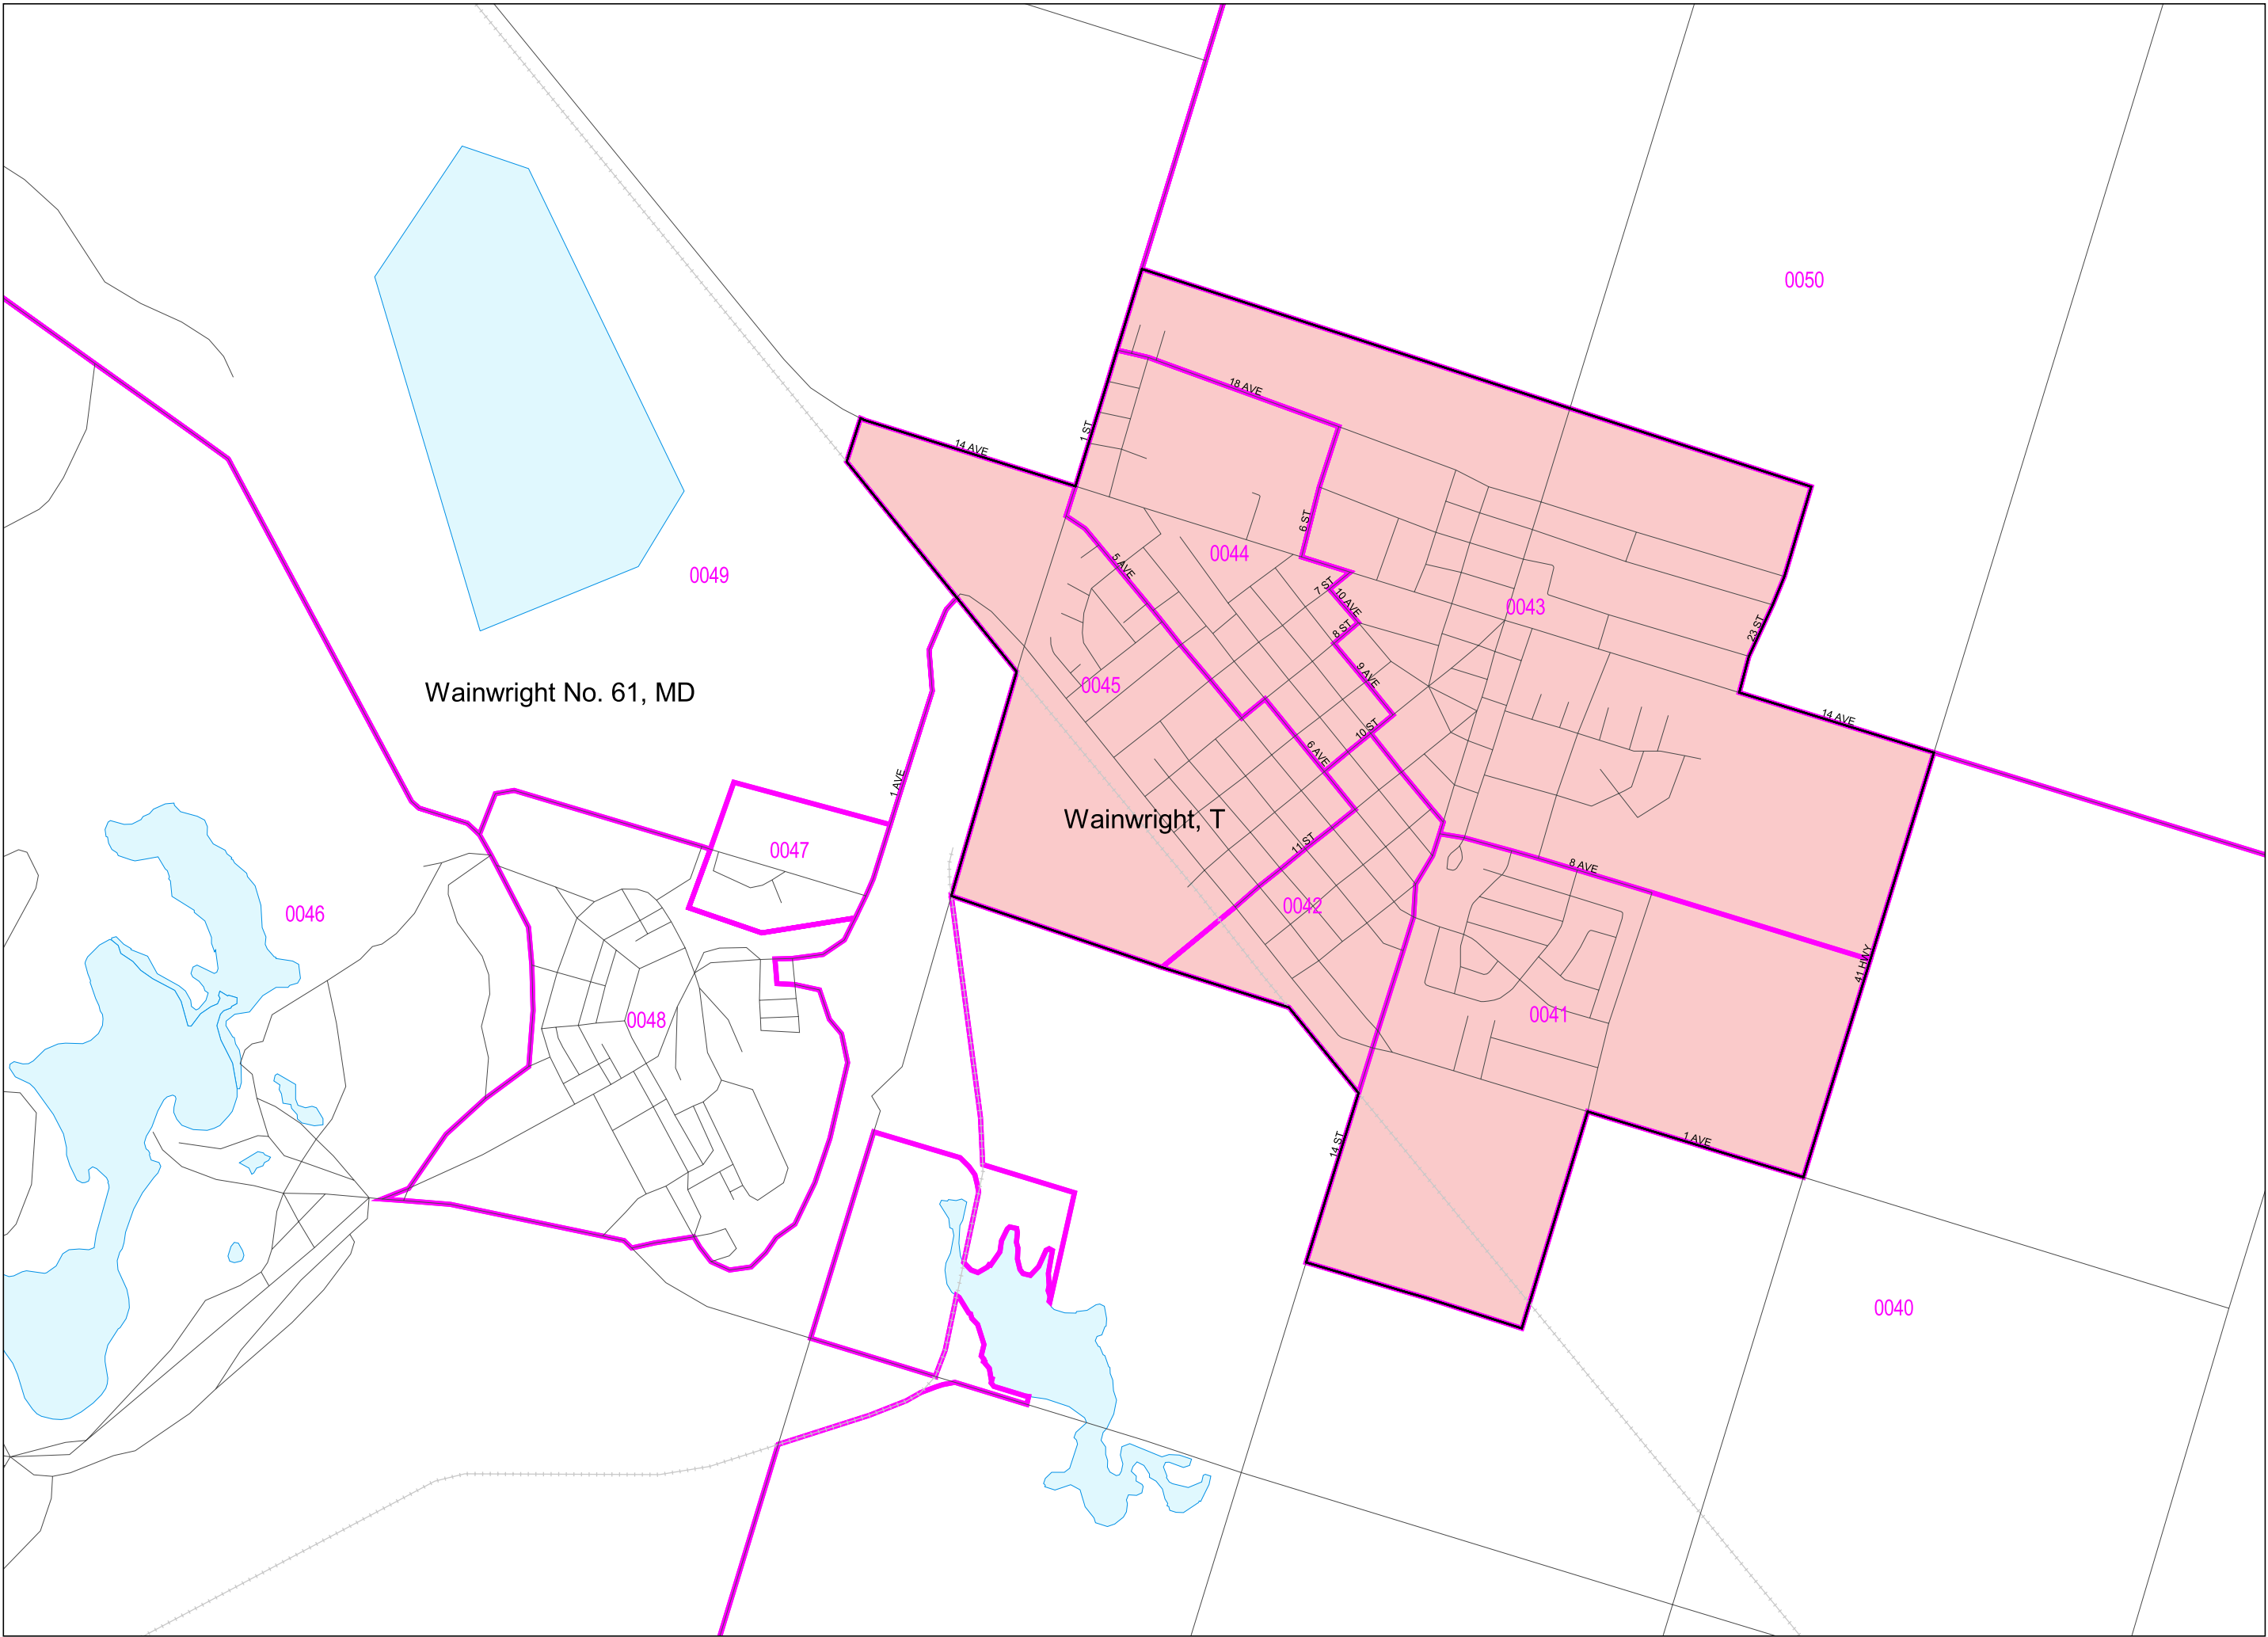 0050
18 AVE
1 ST
14 AVE
6 ST
0044
5 AVE
0049
7 ST
10 AVE
0043
8 ST
23 ST
9 AVE
0045
Wainwright No. 61, MD
14 AVE
10 ST
6 AVE
1 AVE
Wainwright, T
11 ST
0047
8 AVE
0046
0042
41 HWY
0048
0041
14 ST
1 AVE
0040